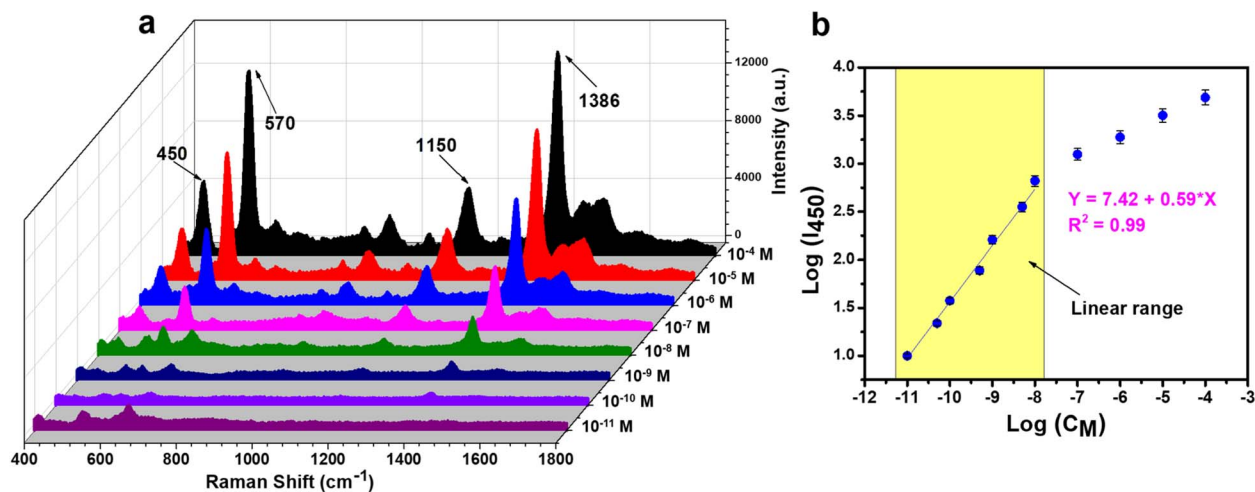 a
450
570
1150
1386
12000
8000
4000
0
Intensity (a.u.)
10⁻⁴ M
10⁻⁵ M
10⁻⁶ M
10⁻⁷ M
10⁻⁸ M
10⁻⁹ M
10⁻¹⁰ M
10⁻¹¹ M
400 600 800 1000 1200 1400 1600 1800
Raman Shift (cm⁻¹)
b
4.0
3.5
3.0
2.5
2.0
1.5
1.0
Log (I₄₅₀)
Y = 7.42 + 0.59*X
R² = 0.99
Linear range
-12 -11 -10 -9 -8 -7 -6 -5 -4 -3
Log (C_M)